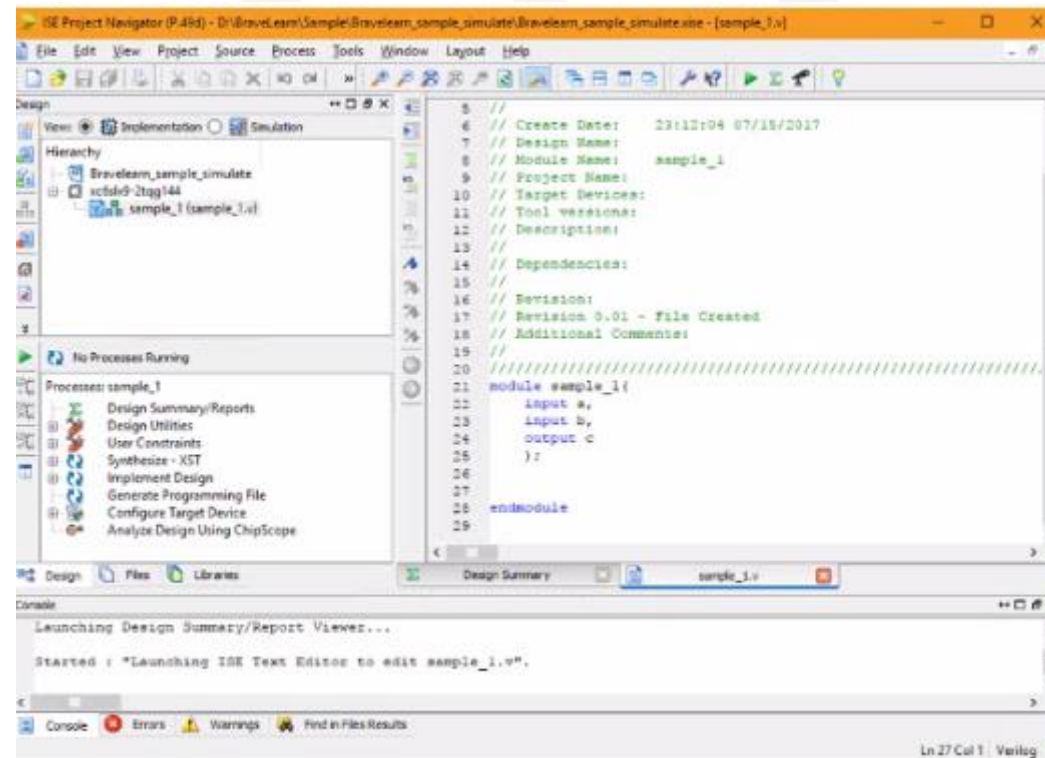 ISE Project Navigator (P.49d) - D:\BraveLearn\Sample\Bravelearn_sample_simulate\Bravelearn_sample_simulate.xise - [sample_1.v]
File Edit View Project Source Process Tools Window Layout Help
Design
View: Implementation Simulation
Hierarchy
Bravelearn_sample_simulate
xc6slx9-2tqg144
sample_1 (sample_1.v)
No Processes Running
Processes: sample_1
Design Summary/Reports
Design Utilities
User Constraints
Synthesize - XST
Implement Design
Generate Programming File
Configure Target Device
Analyze Design Using ChipScope
Design Files Libraries
5 //
6 // Create Date: 23:12:04 07/15/2017
7 // Design Name:
8 // Module Name: sample_1
9 // Project Name:
10 // Target Devices:
11 // Tool versions:
12 // Description:
13 //
14 // Dependencies:
15 //
16 // Revision:
17 // Revision 0.01 - File Created
18 // Additional Comments:
19 //
20 //////////////////////////////////////////////////////////////////////////////////
21 module sample_1(
22 input a,
23 input b,
24 output c
25 );
26
27
28 endmodule
29
Design Summary sample_1.v
Console
Launching Design Summary/Report Viewer...
Started : "Launching ISE Text Editor to edit sample_1.v".
Console Errors Warnings Find in Files Results
Ln 27 Col 1 Verilog